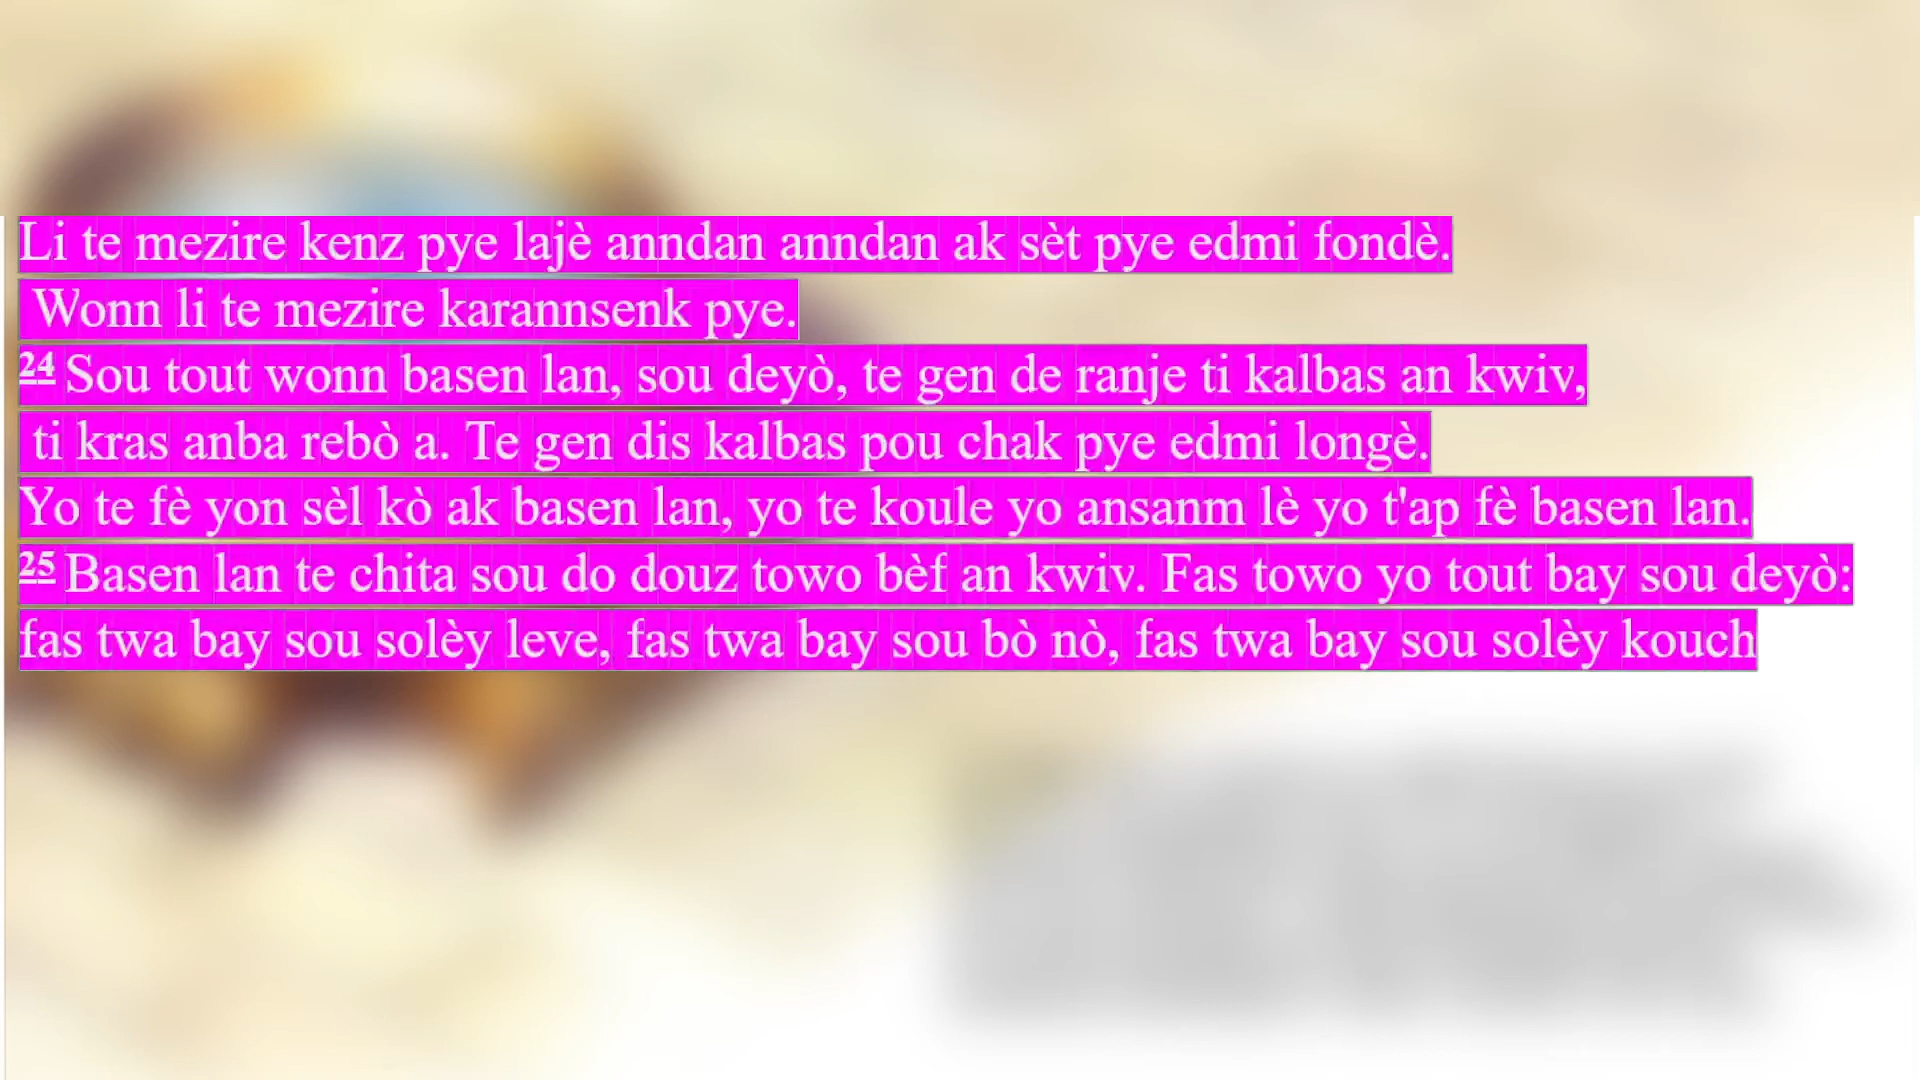 Li te mezire kenz pye lajè anndan anndan ak sèt pye edmi fondè.
Wonn li te mezire karannsenk pye.
24 Sou tout wonn basen lan, sou deyò, te gen de ranje ti kalbas an kwiv,
ti kras anba rebò a. Te gen dis kalbas pou chak pye edmi longè.
Yo te fè yon sèl kò ak basen lan, yo te koule yo ansanm lè yo t'ap fè basen lan.
25 Basen lan te chita sou do douz towo bèf an kwiv. Fas towo yo tout bay sou deyò:
fas twa bay sou solèy leve, fas twa bay sou bò nò, fas twa bay sou solèy kouch